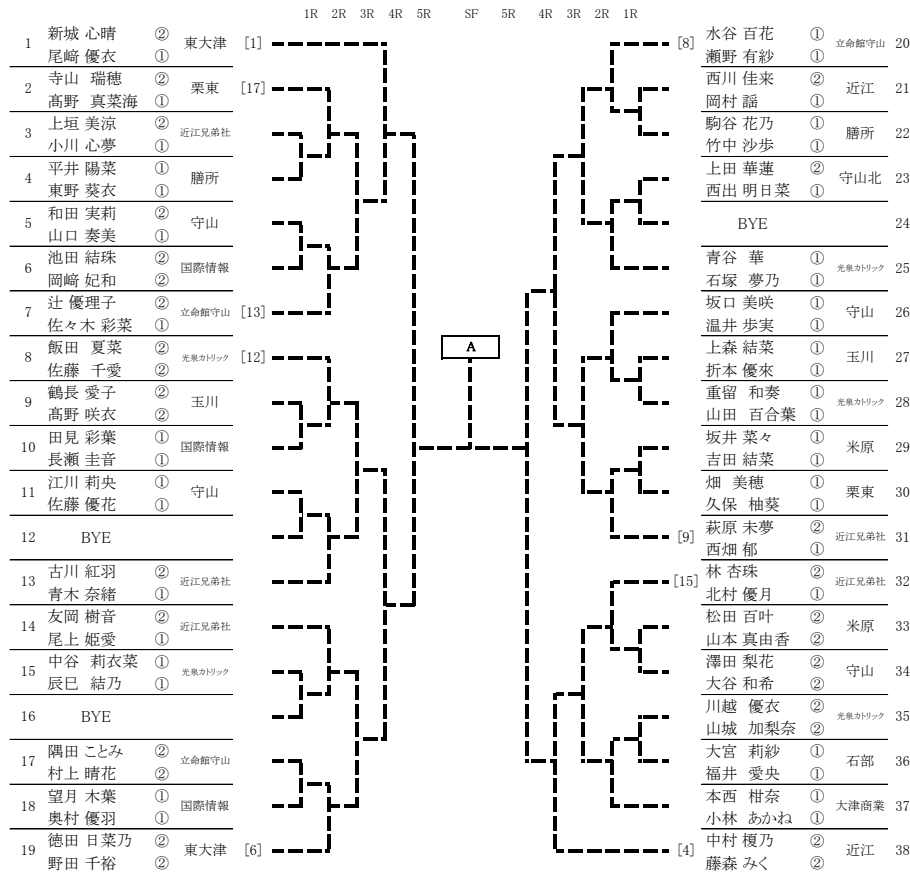 1R 2R 3R 4R 5R SF 5R 4R 3R 2R 1R
1 新城 心晴 ② 東大津 [1]
尾﨑 優衣 ①
2 寺山 瑞穂 ② 栗東 [17]
髙野 真菜海 ①
3 上垣 美涼 ② 近江兄弟社
小川 心夢 ①
4 平井 陽菜 ① 膳所
東野 葵衣 ①
5 和田 実莉 ② 守山
山口 奏美 ①
6 池田 結珠 ② 国際情報
岡﨑 妃和 ②
7 辻 優理子 ② 立命館守山 [13]
佐々木 彩菜 ①
8 飯田 夏菜 ② 光泉カトリック [12]
佐藤 千愛 ②
9 鶴長 愛子 ② 玉川
髙野 咲衣 ②
10 田見 彩葉 ① 国際情報
長瀬 圭音 ①
11 江川 莉央 ① 守山
佐藤 優花 ①
12 BYE
13 古川 紅羽 ② 近江兄弟社
青木 奈緒 ①
14 友岡 樹音 ② 近江兄弟社
尾上 姫愛 ①
15 中谷 莉衣菜 ① 光泉カトリック
辰巳 結乃 ①
16 BYE
17 隅田 ことみ ② 立命館守山
村上 晴花 ②
18 望月 木葉 ① 国際情報
奥村 優羽 ①
19 徳田 日菜乃 ② 東大津 [6]
野田 千裕 ②
A
[8] 水谷 百花 ① 立命館守山 20
瀬野 有紗 ①
西川 佳来 ② 近江 21
岡村 謡 ①
駒谷 花乃 ① 膳所 22
竹中 沙歩 ①
上田 華蓮 ② 守山北 23
西出 明日菜 ①
BYE 24
青谷 華 ① 光泉カトリック 25
石塚 夢乃 ①
坂口 美咲 ① 守山 26
温井 歩実 ①
上森 結菜 ① 玉川 27
折本 優來 ①
重留 和奏 ① 光泉カトリック 28
山田 百合葉 ①
坂井 菜々 ① 米原 29
吉田 結菜 ①
畑 美穂 ① 栗東 30
久保 柚葵 ①
[9] 萩原 未夢 ② 近江兄弟社 31
西畑 郁 ①
[15] 林 杏珠 ② 近江兄弟社 32
北村 優月 ①
松田 百叶 ② 米原 33
山本 真由香 ②
澤田 梨花 ② 守山 34
大谷 和希 ②
川越 優衣 ② 光泉カトリック 35
山城 加梨奈 ②
大宮 莉紗 ① 石部 36
福井 愛央 ①
本西 柑奈 ① 大津商業 37
小林 あかね ①
[4] 中村 榎乃 ② 近江 38
藤森 みく ②